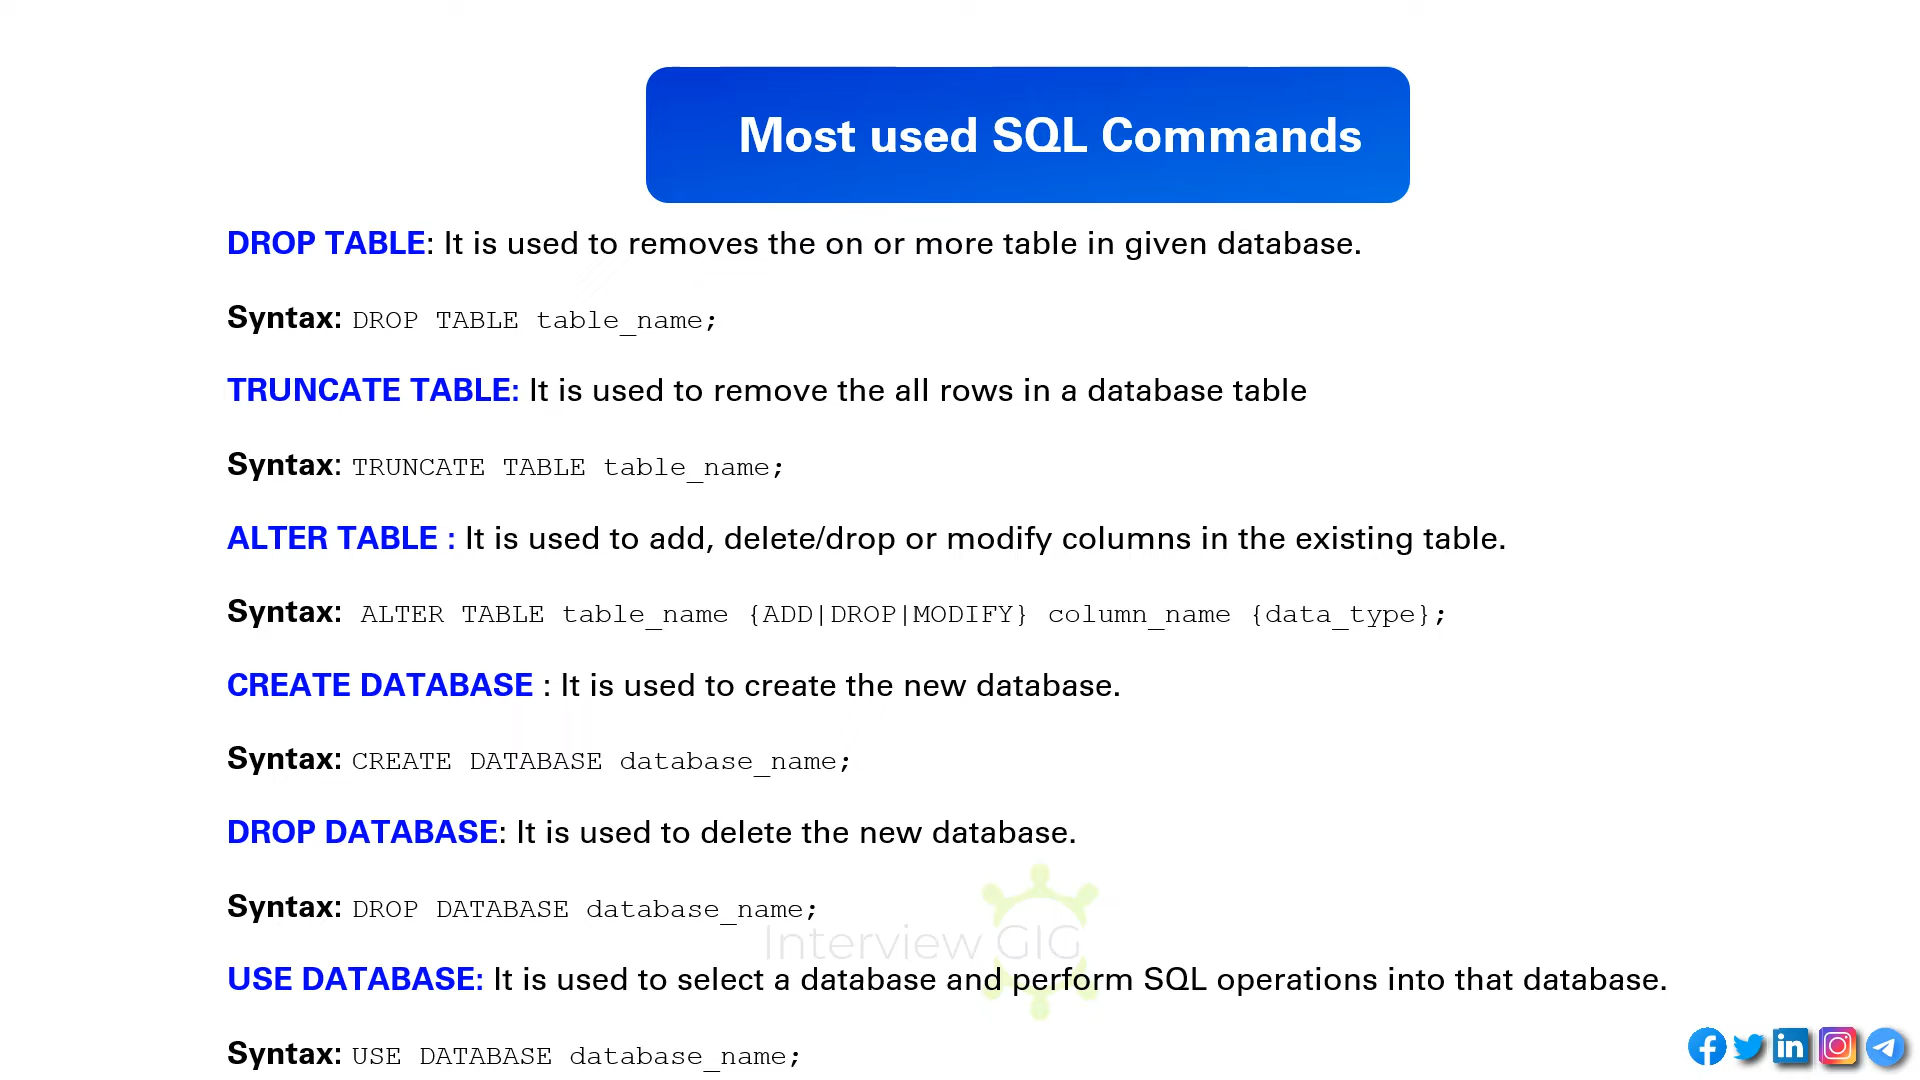 Most used SQL Commands
DROP TABLE: It is used to removes the on or more table in given database.
Syntax: DROP TABLE table_name;
TRUNCATE TABLE: It is used to remove the all rows in a database table
Syntax: TRUNCATE TABLE table_name;
ALTER TABLE : It is used to add, delete/drop or modify columns in the existing table.
Syntax: ALTER TABLE table_name {ADD|DROP|MODIFY} column_name {data_type};
CREATE DATABASE : It is used to create the new database.
Syntax: CREATE DATABASE database_name;
DROP DATABASE: It is used to delete the new database.
Syntax: DROP DATABASE database_name;
Interview GIG
USE DATABASE: It is used to select a database and perform SQL operations into that database.
Syntax: USE DATABASE database_name;